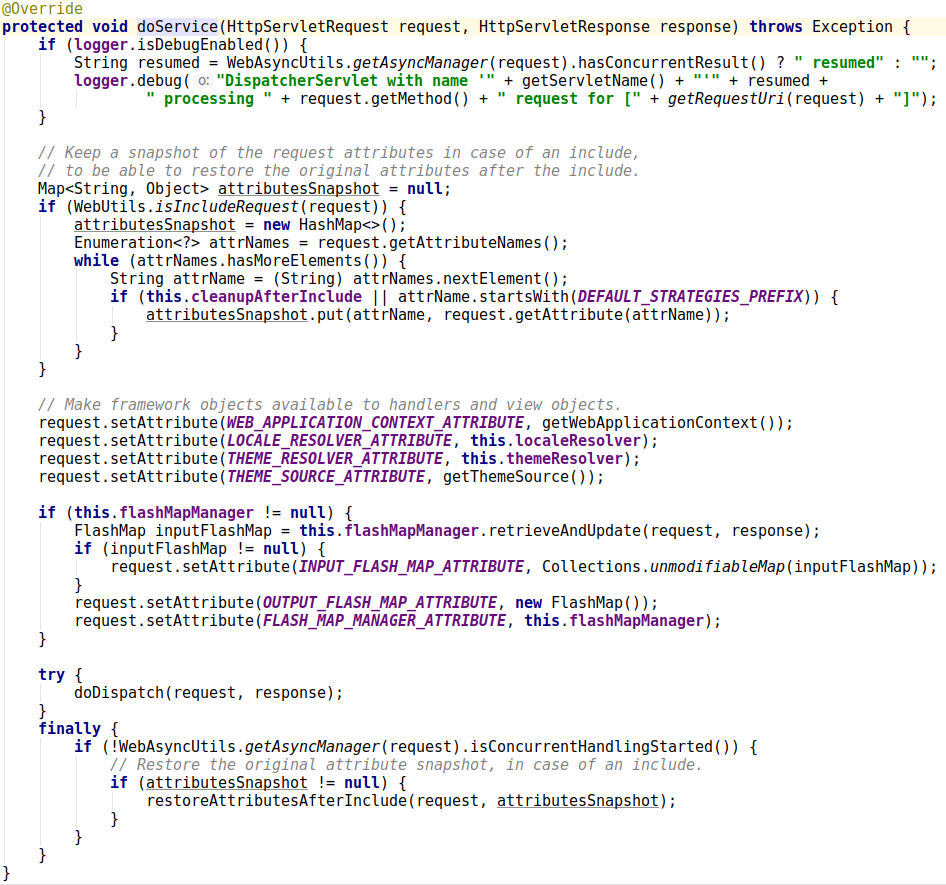 @Override
protected void doService(HttpServletRequest request, HttpServletResponse response) throws Exception {
    if (logger.isDebugEnabled()) {
        String resumed = WebAsyncUtils.getAsyncManager(request).hasConcurrentResult() ? " resumed" : "";
        logger.debug( o: "DispatcherServlet with name '" + getServletName() + "'" + resumed +
                " processing " + request.getMethod() + " request for [" + getRequestUri(request) + "]");
    }

    // Keep a snapshot of the request attributes in case of an include,
    // to be able to restore the original attributes after the include.
    Map<String, Object> attributesSnapshot = null;
    if (WebUtils.isIncludeRequest(request)) {
        attributesSnapshot = new HashMap<>();
        Enumeration<?> attrNames = request.getAttributeNames();
        while (attrNames.hasMoreElements()) {
            String attrName = (String) attrNames.nextElement();
            if (this.cleanupAfterInclude || attrName.startsWith(DEFAULT_STRATEGIES_PREFIX)) {
                attributesSnapshot.put(attrName, request.getAttribute(attrName));
            }
        }
    }

    // Make framework objects available to handlers and view objects.
    request.setAttribute(WEB_APPLICATION_CONTEXT_ATTRIBUTE, getWebApplicationContext());
    request.setAttribute(LOCALE_RESOLVER_ATTRIBUTE, this.localeResolver);
    request.setAttribute(THEME_RESOLVER_ATTRIBUTE, this.themeResolver);
    request.setAttribute(THEME_SOURCE_ATTRIBUTE, getThemeSource());

    if (this.flashMapManager != null) {
        FlashMap inputFlashMap = this.flashMapManager.retrieveAndUpdate(request, response);
        if (inputFlashMap != null) {
            request.setAttribute(INPUT_FLASH_MAP_ATTRIBUTE, Collections.unmodifiableMap(inputFlashMap));
        }
        request.setAttribute(OUTPUT_FLASH_MAP_ATTRIBUTE, new FlashMap());
        request.setAttribute(FLASH_MAP_MANAGER_ATTRIBUTE, this.flashMapManager);
    }

    try {
        doDispatch(request, response);
    }
    finally {
        if (!WebAsyncUtils.getAsyncManager(request).isConcurrentHandlingStarted()) {
            // Restore the original attribute snapshot, in case of an include.
            if (attributesSnapshot != null) {
                restoreAttributesAfterInclude(request, attributesSnapshot);
            }
        }
    }
}